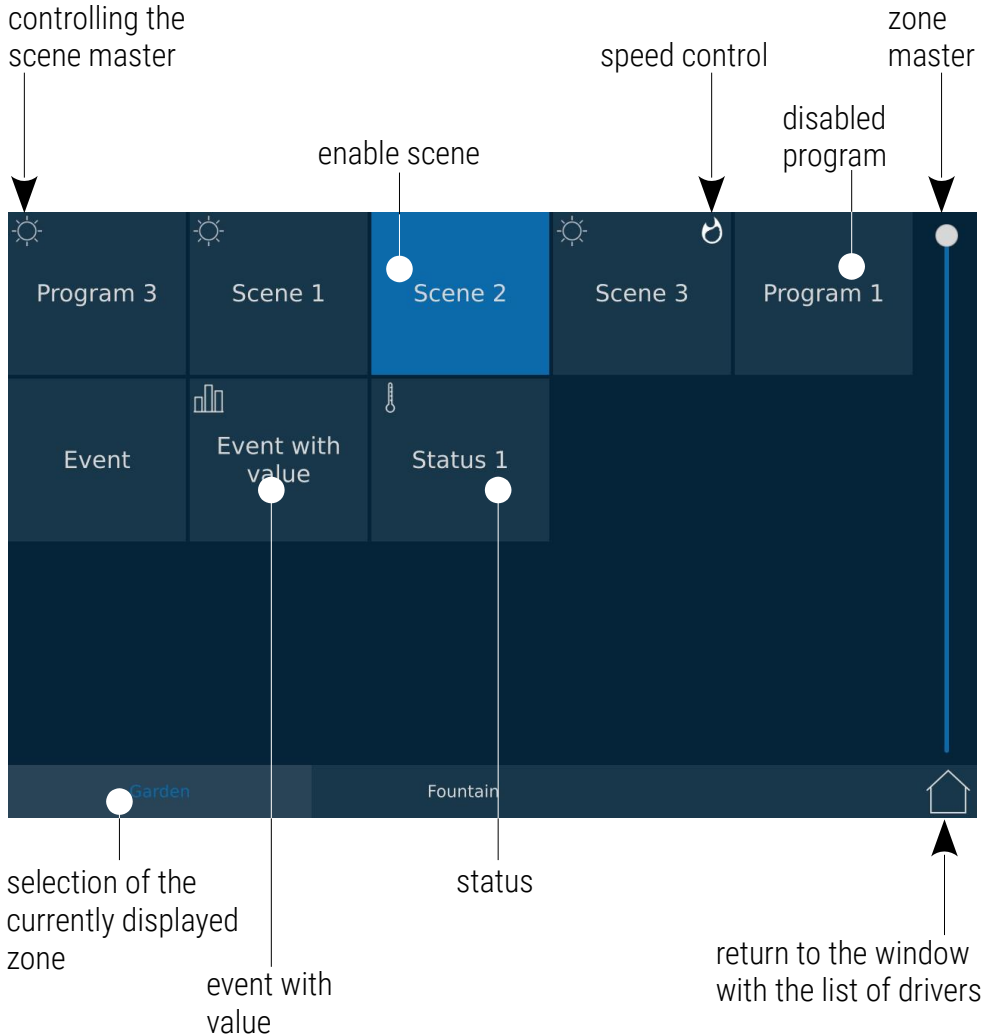 controlling the
scene master
zone
master
speed control
disabled
program
enable scene
Program 3
Scene 1
Scene 2
Scene 3
Program 1
Event
Event with
value
Status 1
Garden
Fountain
selection of the
currently displayed
zone
status
event with
value
return to the window
with the list of drivers